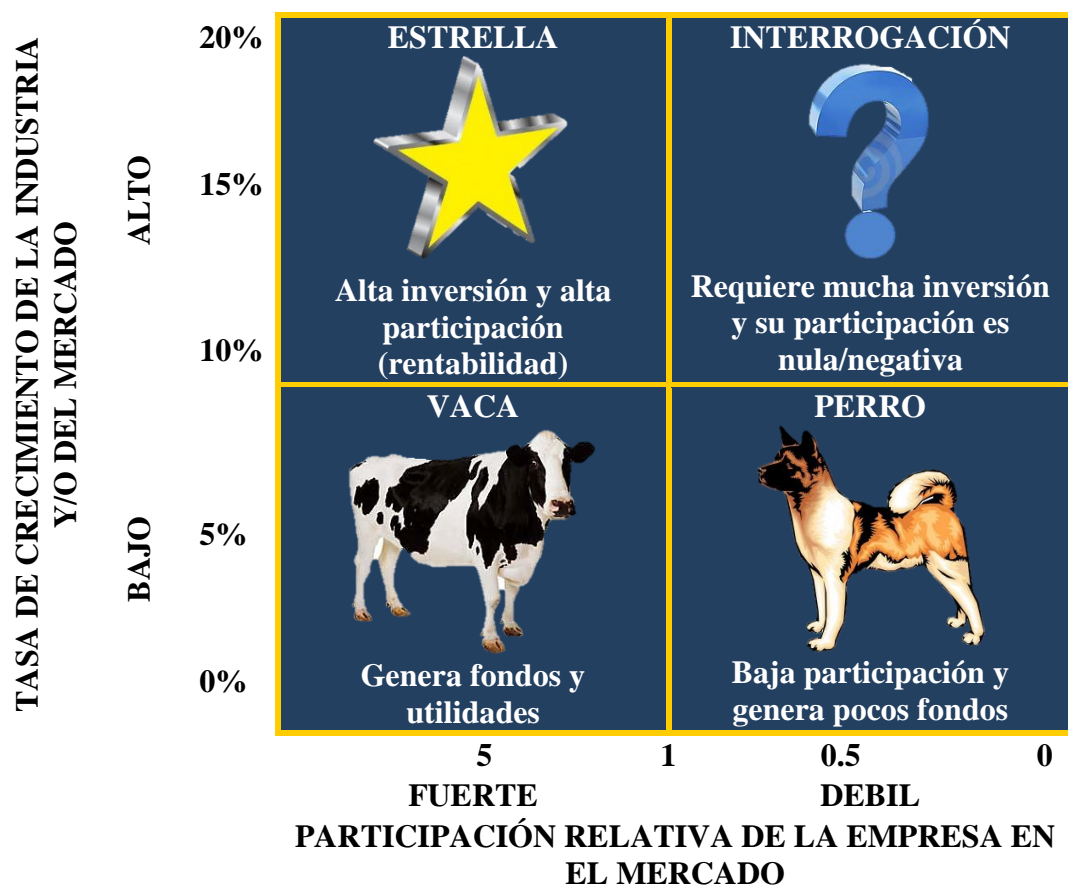 TASA DE CRECIMIENTO DE LA INDUSTRIA
Y/O DEL MERCADO
ALTO
BAJO
20%
15%
10%
5%
0%
ESTRELLA
Alta inversión y alta
participación
(rentabilidad)
INTERROGACIÓN
Requiere mucha inversión
y su participación es
nula/negativa
VACA
Genera fondos y
utilidades
PERRO
Baja participación y
genera pocos fondos
5
1
0.5
0
FUERTE
DEBIL
PARTICIPACIÓN RELATIVA DE LA EMPRESA EN
EL MERCADO